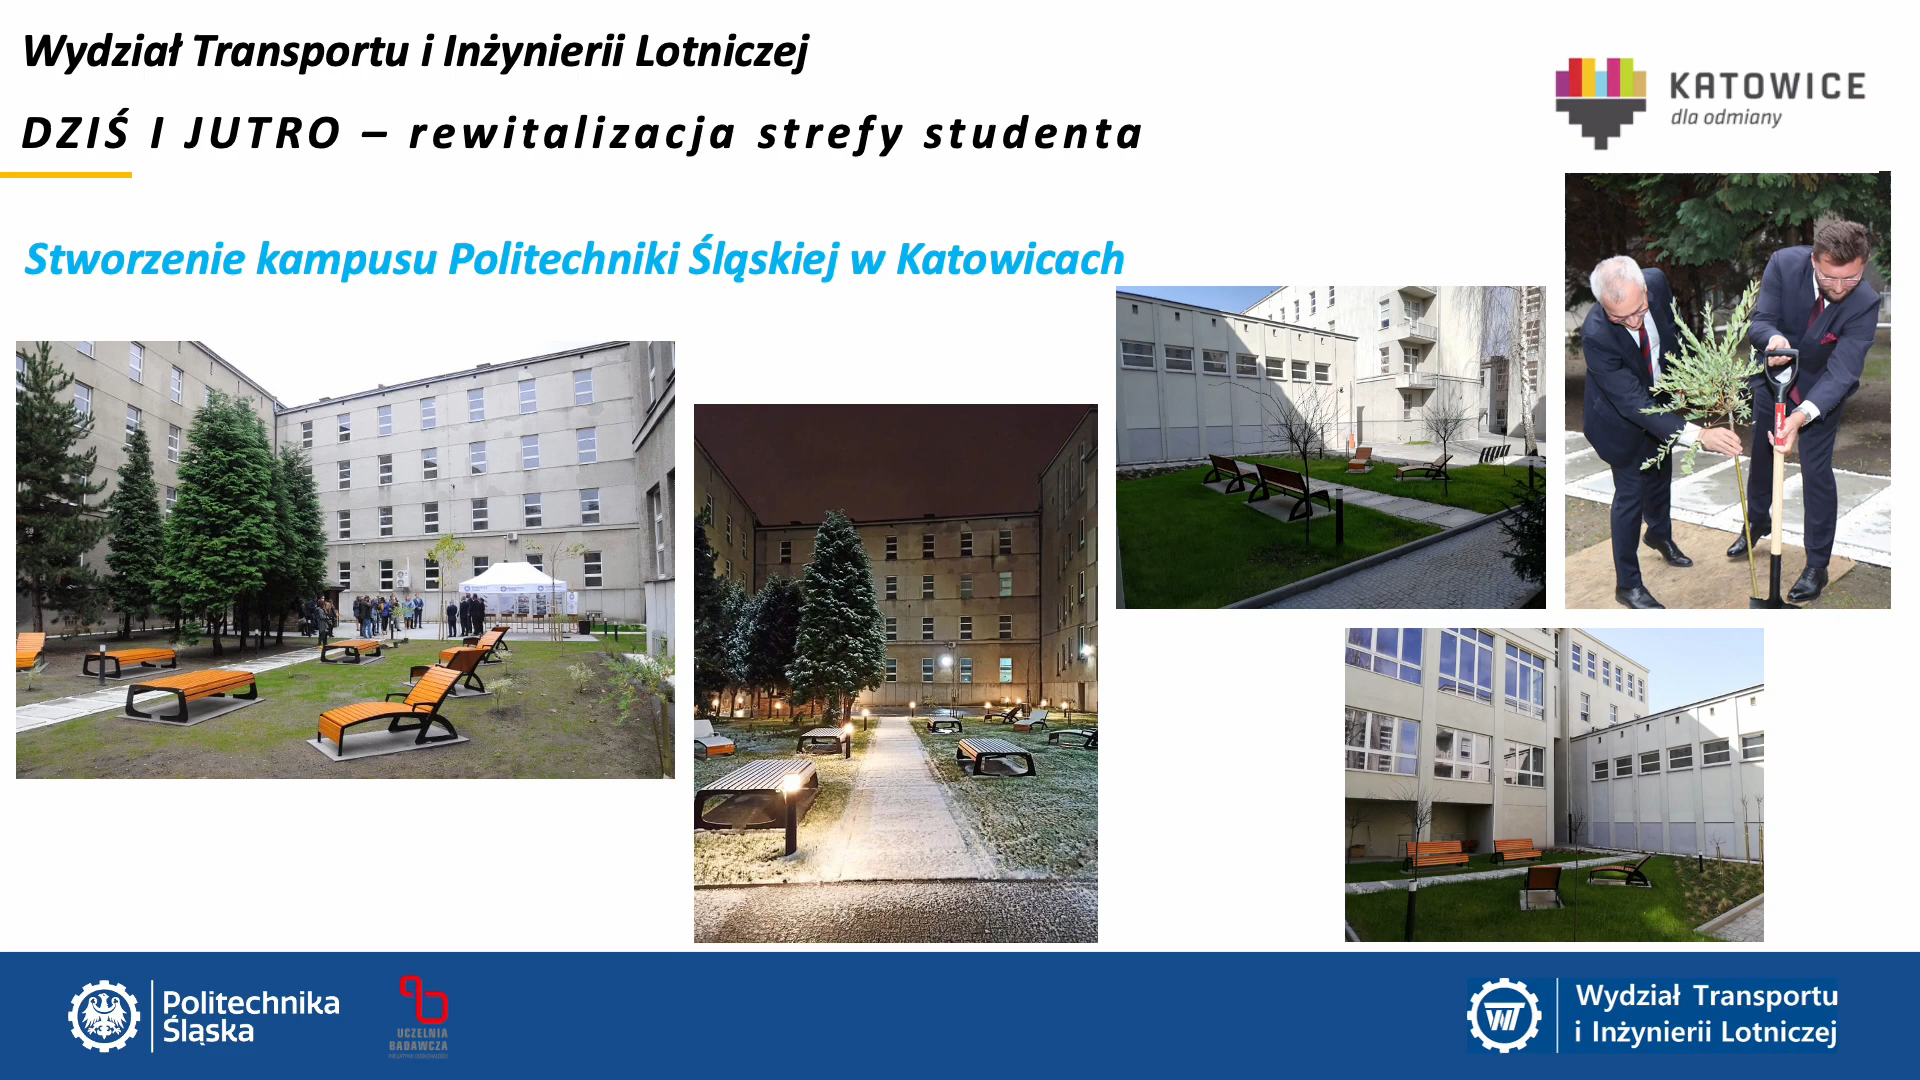 Wydział Transportu i Inżynierii Lotniczej
DZIŚ I JUTRO – rewitalizacja strefy studenta
KATOWICE
dla odmiany
Stworzenie kampusu Politechniki Śląskiej w Katowicach
Politechnika
Śląska
UCZELNIA
BADAWCZA
Wydział Transportu
i Inżynierii Lotniczej